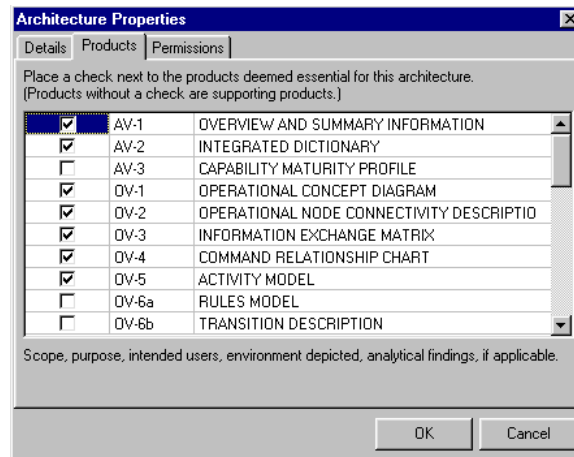 Architecture Properties
Details Products Permissions
Place a check next to the products deemed essential for this architecture.
(Products without a check are supporting products.)
AV-1 OVERVIEW AND SUMMARY INFORMATION
AV-2 INTEGRATED DICTIONARY
AV-3 CAPABILITY MATURITY PROFILE
OV-1 OPERATIONAL CONCEPT DIAGRAM
OV-2 OPERATIONAL NODE CONNECTIVITY DESCRIPTIO
OV-3 INFORMATION EXCHANGE MATRIX
OV-4 COMMAND RELATIONSHIP CHART
OV-5 ACTIVITY MODEL
OV-6a RULES MODEL
OV-6b TRANSITION DESCRIPTION
Scope, purpose, intended users, environment depicted, analytical findings, if applicable.
OK Cancel